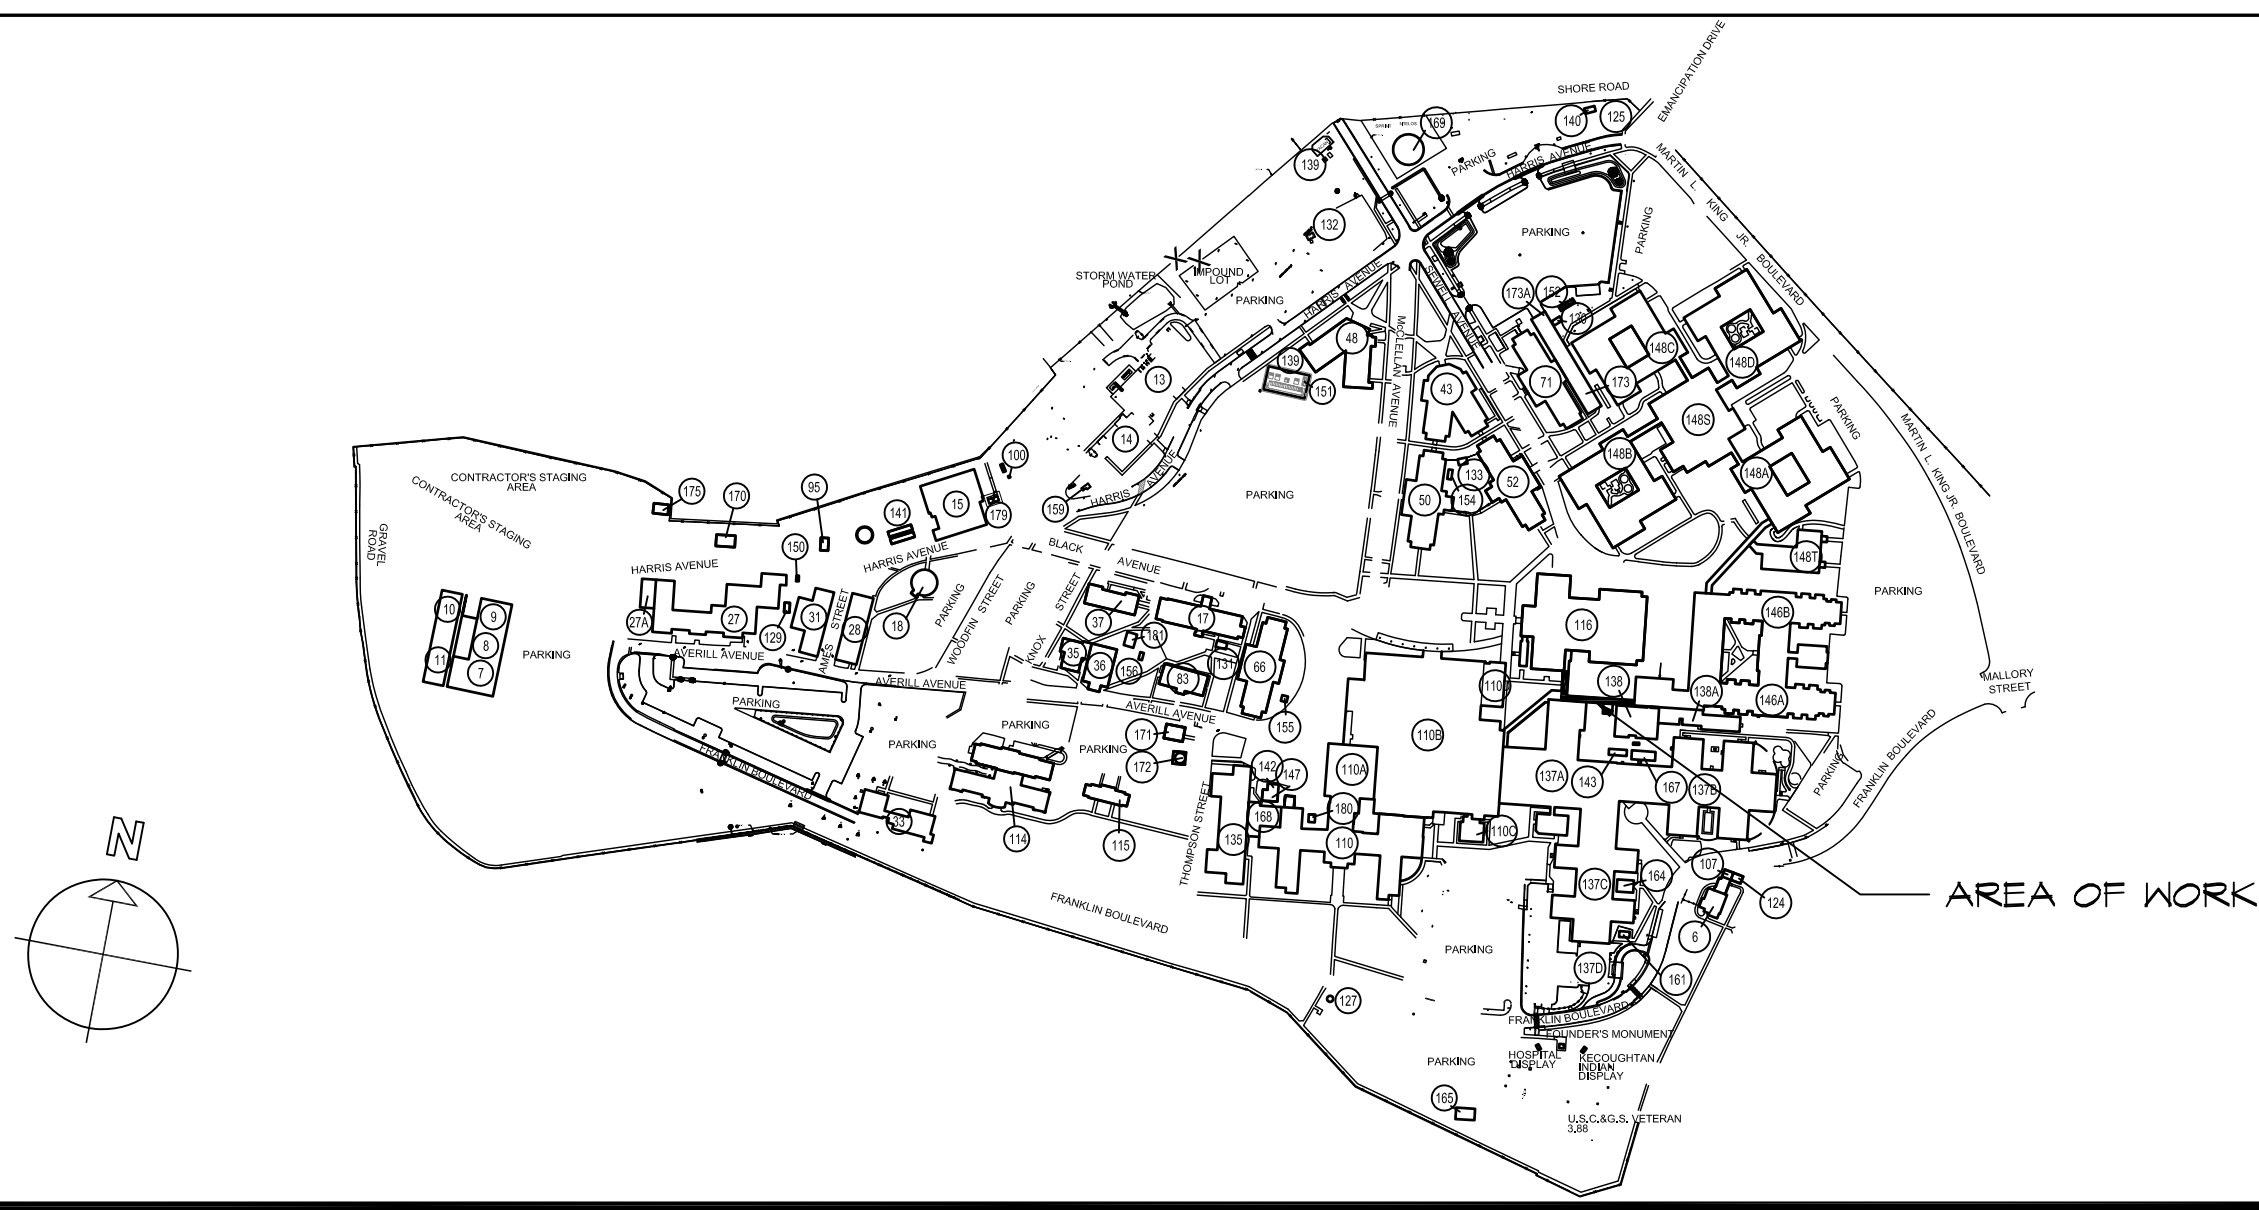 EMANCIPATION DRIVE
SHORE ROAD
140
125
169
139
PARKING
HARRIS AVENUE
MARTIN L. KING JR. BOULEVARD
132
PARKING
PARKING
STORM WATER
POND
IMPOUND
LOT
PARKING
HARRIS AVENUE
SEWELL AVENUE
173A
152
McCLELLAN AVENUE
48
139
151
148C
148D
13
43
71
173
148S
PARKING
MARTIN L. KING JR. BOULEVARD
14
100
148B
148A
CONTRACTOR'S STAGING
AREA
CONTRACTOR'S STAGING
AREA
175
170
95
141
15
179
159
HARRIS AVENUE
PARKING
50
133
154
52
GRAVEL
ROAD
150
HARRIS AVENUE
HARRIS AVENUE
BLACK AVENUE
148T
PARKING
10
9
8
11
7
PARKING
27A
27
129
31
AMES STREET
28
18
PARKING
WOODFIN STREET
PARKING
KNOX STREET
37
17
35
36
181
156
83
131
66
116
146B
AVERILL AVENUE
AVERILL AVENUE
AVERILL AVENUE
110D
138
138A
146A
MALLORY
STREET
PARKING
PARKING
PARKING
PARKING
171
172
155
110B
110A
137A
143
167
137B
PARKING
FRANKLIN BOULEVARD
FRANKLIN BOULEVARD
33
114
115
THOMPSON STREET
142
147
168
135
180
110
110C
137C
164
107
124
6
AREA OF WORK
N
FRANKLIN BOULEVARD
PARKING
137D
161
127
FRANKLIN BOULEVARD
FOUNDER'S MONUMENT
PARKING
HOSPITAL
DISPLAY
KECOUGHTAN
INDIAN
DISPLAY
165
U.S.C.&G.S. VETERAN
3.88